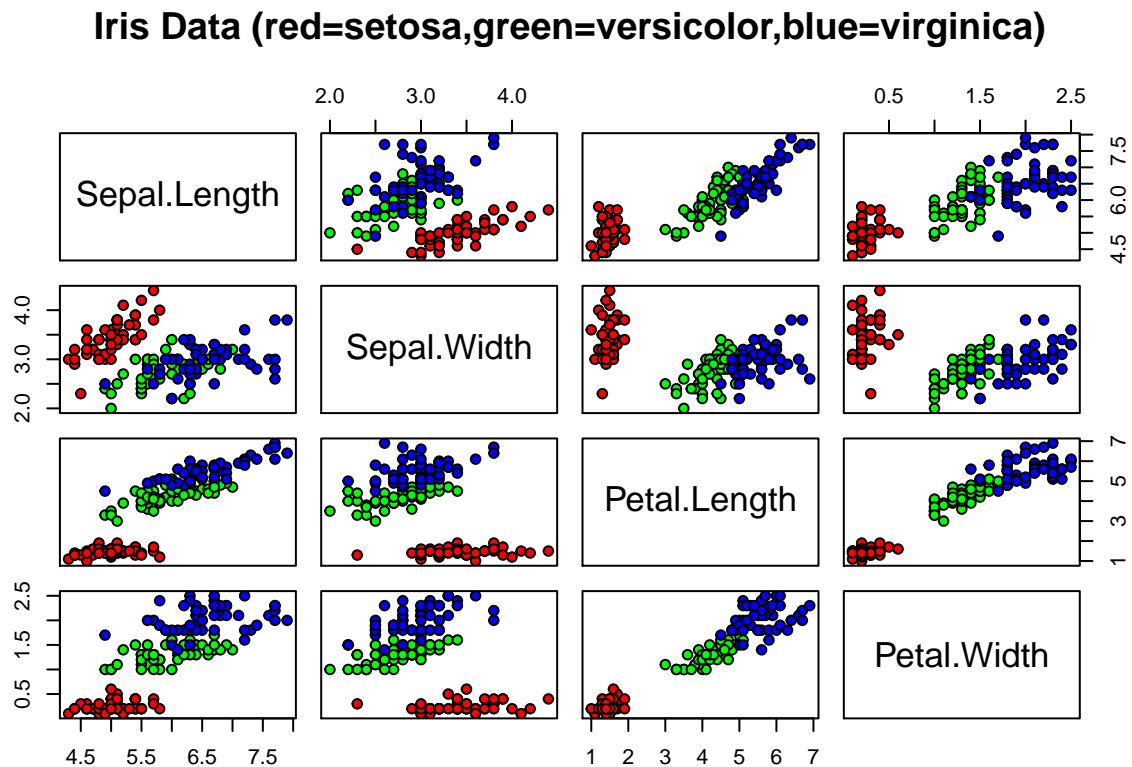 Iris Data (red=setosa,green=versicolor,blue=virginica)
2.0 3.0 4.0 0.5 1.5 2.5
Sepal.Length
4.5 6.0 7.5
2.0 3.0 4.0
Sepal.Width
Petal.Length
1 3 5 7
0.5 1.5 2.5
Petal.Width
4.5 5.5 6.5 7.5 1 2 3 4 5 6 7